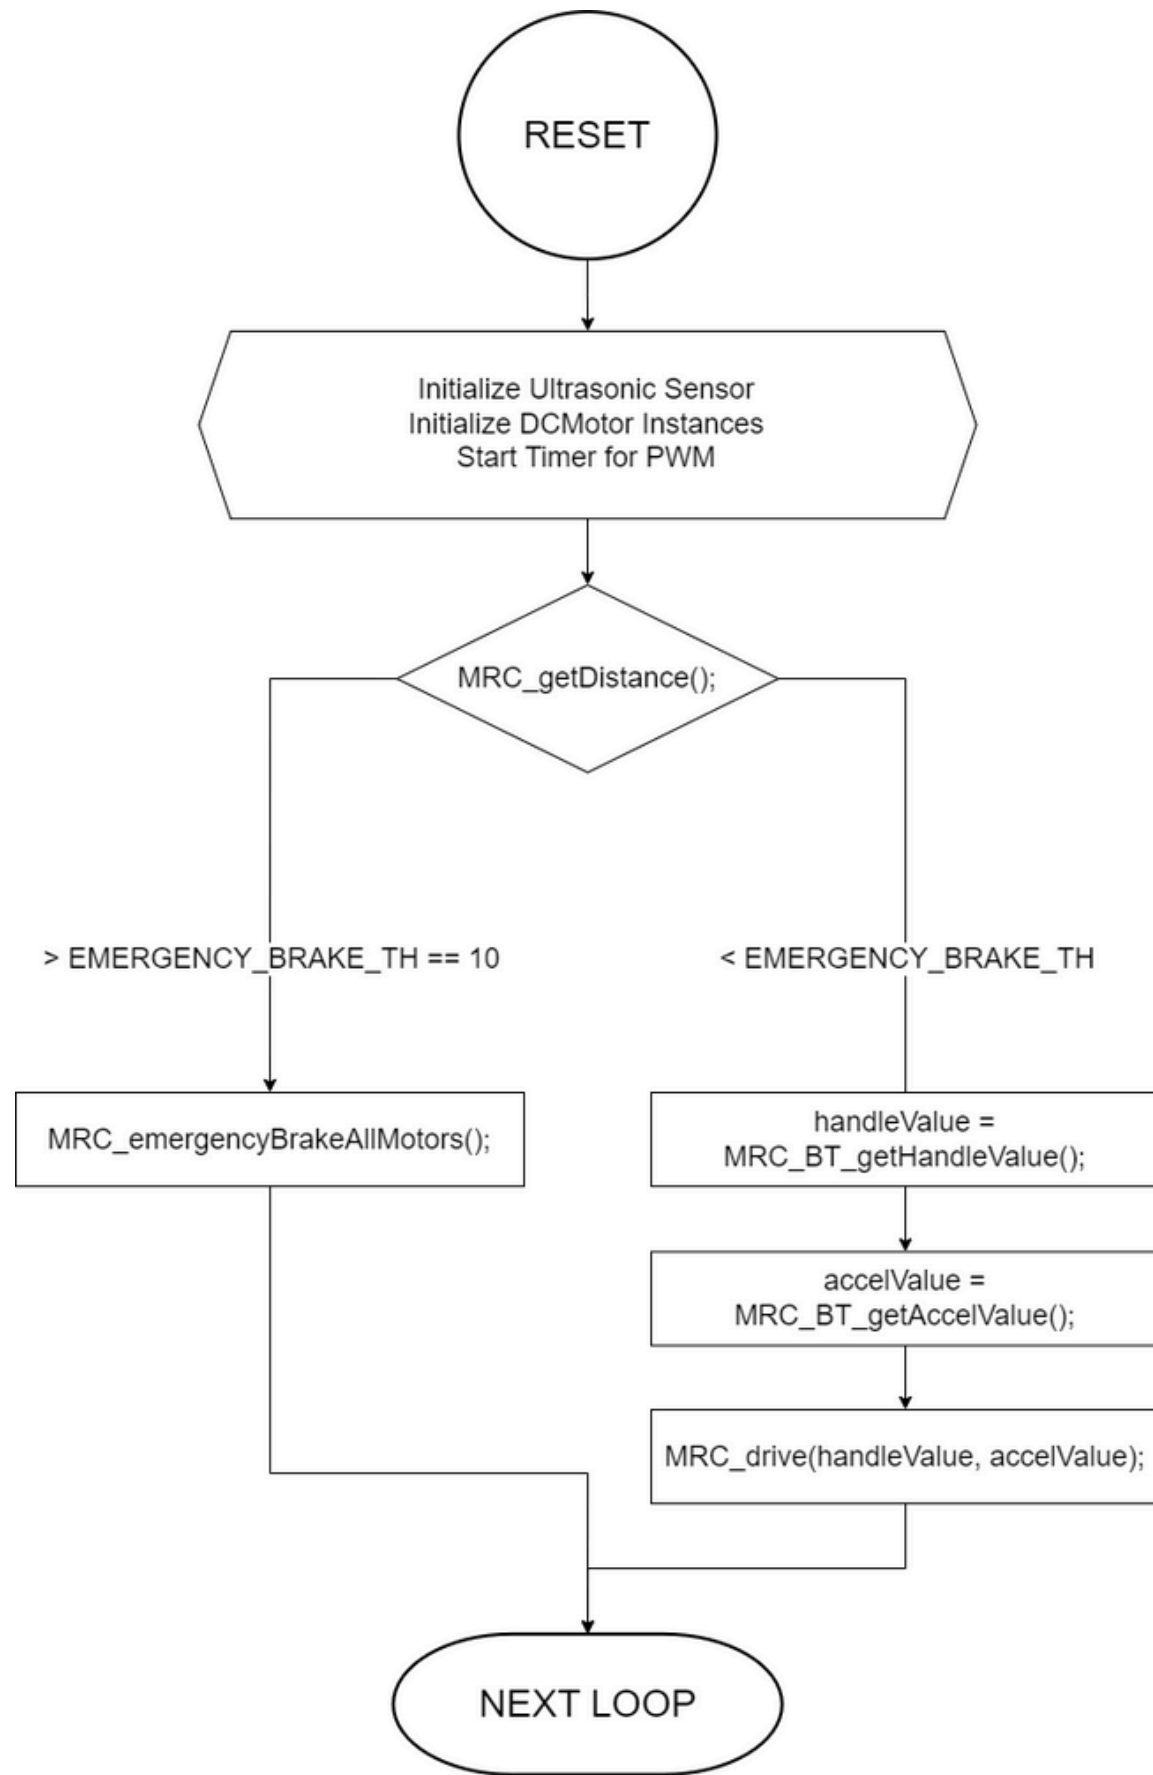 RESET
Initialize Ultrasonic Sensor
Initialize DCMotor Instances
Start Timer for PWM
MRC_getDistance();
> EMERGENCY_BRAKE_TH == 10
< EMERGENCY_BRAKE_TH
MRC_emergencyBrakeAllMotors();
handleValue =
MRC_BT_getHandleValue();
accelValue =
MRC_BT_getAccelValue();
MRC_drive(handleValue, accelValue);
NEXT LOOP